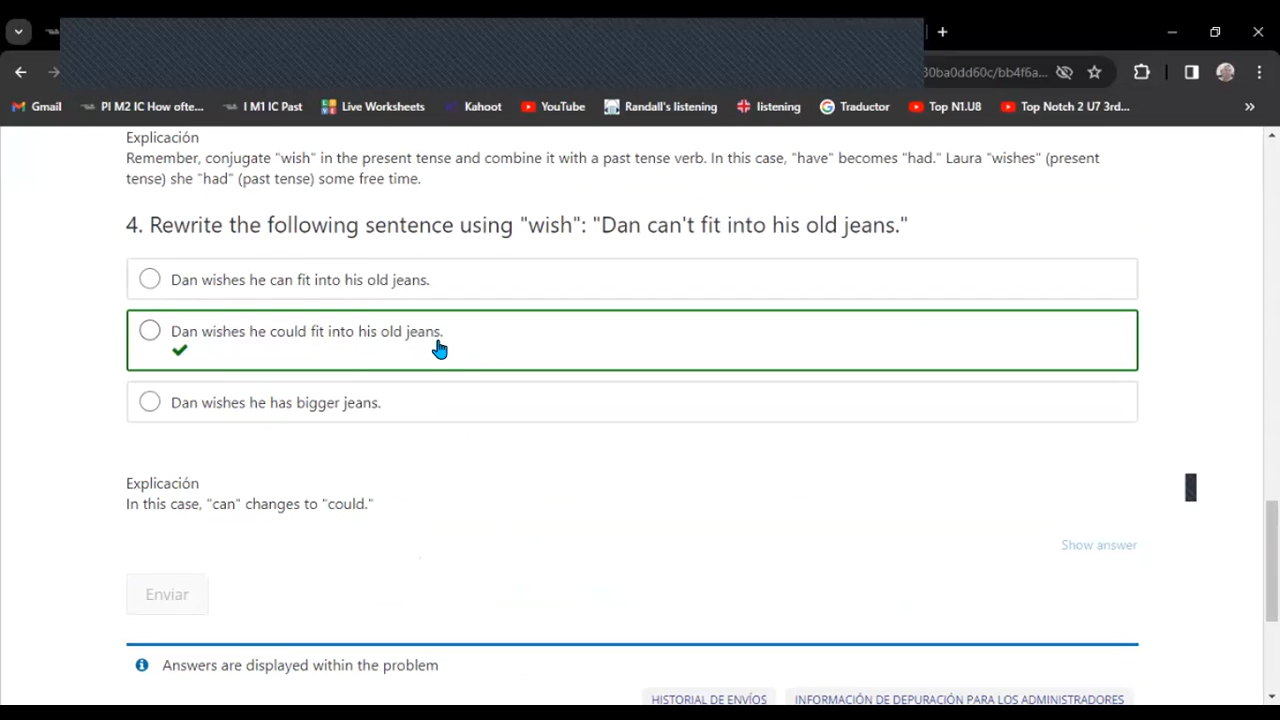 30ba0dd60c/bb4f6a...
Gmail PI M2 IC How ofte... I M1 IC Past Live Worksheets Kahoot YouTube Randall's listening listening Traductor Top N1.U8 Top Notch 2 U7 3rd... »
Explicación
Remember, conjugate "wish" in the present tense and combine it with a past tense verb. In this case, "have" becomes "had." Laura "wishes" (present
tense) she "had" (past tense) some free time.
4. Rewrite the following sentence using "wish": "Dan can't fit into his old jeans."
Dan wishes he can fit into his old jeans.
Dan wishes he could fit into his old jeans.
Dan wishes he has bigger jeans.
Explicación
In this case, "can" changes to "could."
Show answer
Enviar
Answers are displayed within the problem
HISTORIAL DE ENVÍOS INFORMACIÓN DE DEPURACIÓN PARA LOS ADMINISTRADORES